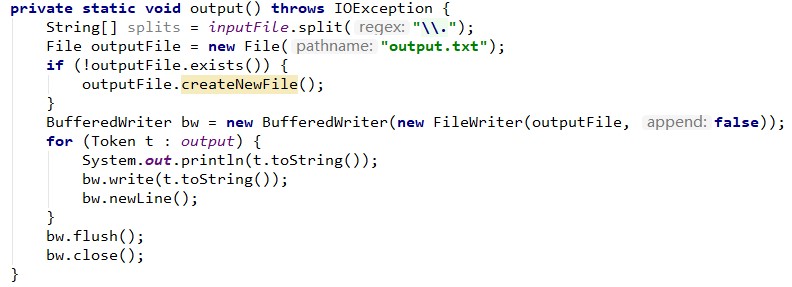 private static void output() throws IOException {
    String[] splits = inputFile.split( regex: "\\.");
    File outputFile = new File( pathname: "output.txt");
    if (!outputFile.exists()) {
        outputFile.createNewFile();
    }
    BufferedWriter bw = new BufferedWriter(new FileWriter(outputFile, append: false));
    for (Token t : output) {
        System.out.println(t.toString());
        bw.write(t.toString());
        bw.newLine();
    }
    bw.flush();
    bw.close();
}